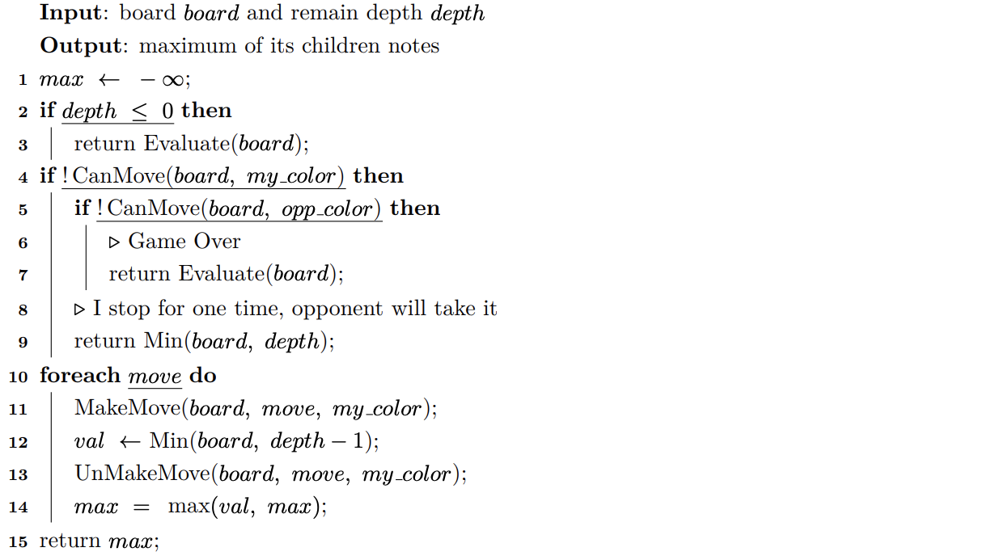 Input: board board and remain depth depth
Output: maximum of its children notes
1 max ← − ∞;
2 if depth ≤ 0 then
3 return Evaluate(board);
4 if !CanMove(board, my_color) then
5 if !CanMove(board, opp_color) then
6 ▷ Game Over
7 return Evaluate(board);
8 ▷ I stop for one time, opponent will take it
9 return Min(board, depth);
10 foreach move do
11 MakeMove(board, move, my_color);
12 val ← Min(board, depth − 1);
13 UnMakeMove(board, move, my_color);
14 max = max(val, max);
15 return max;